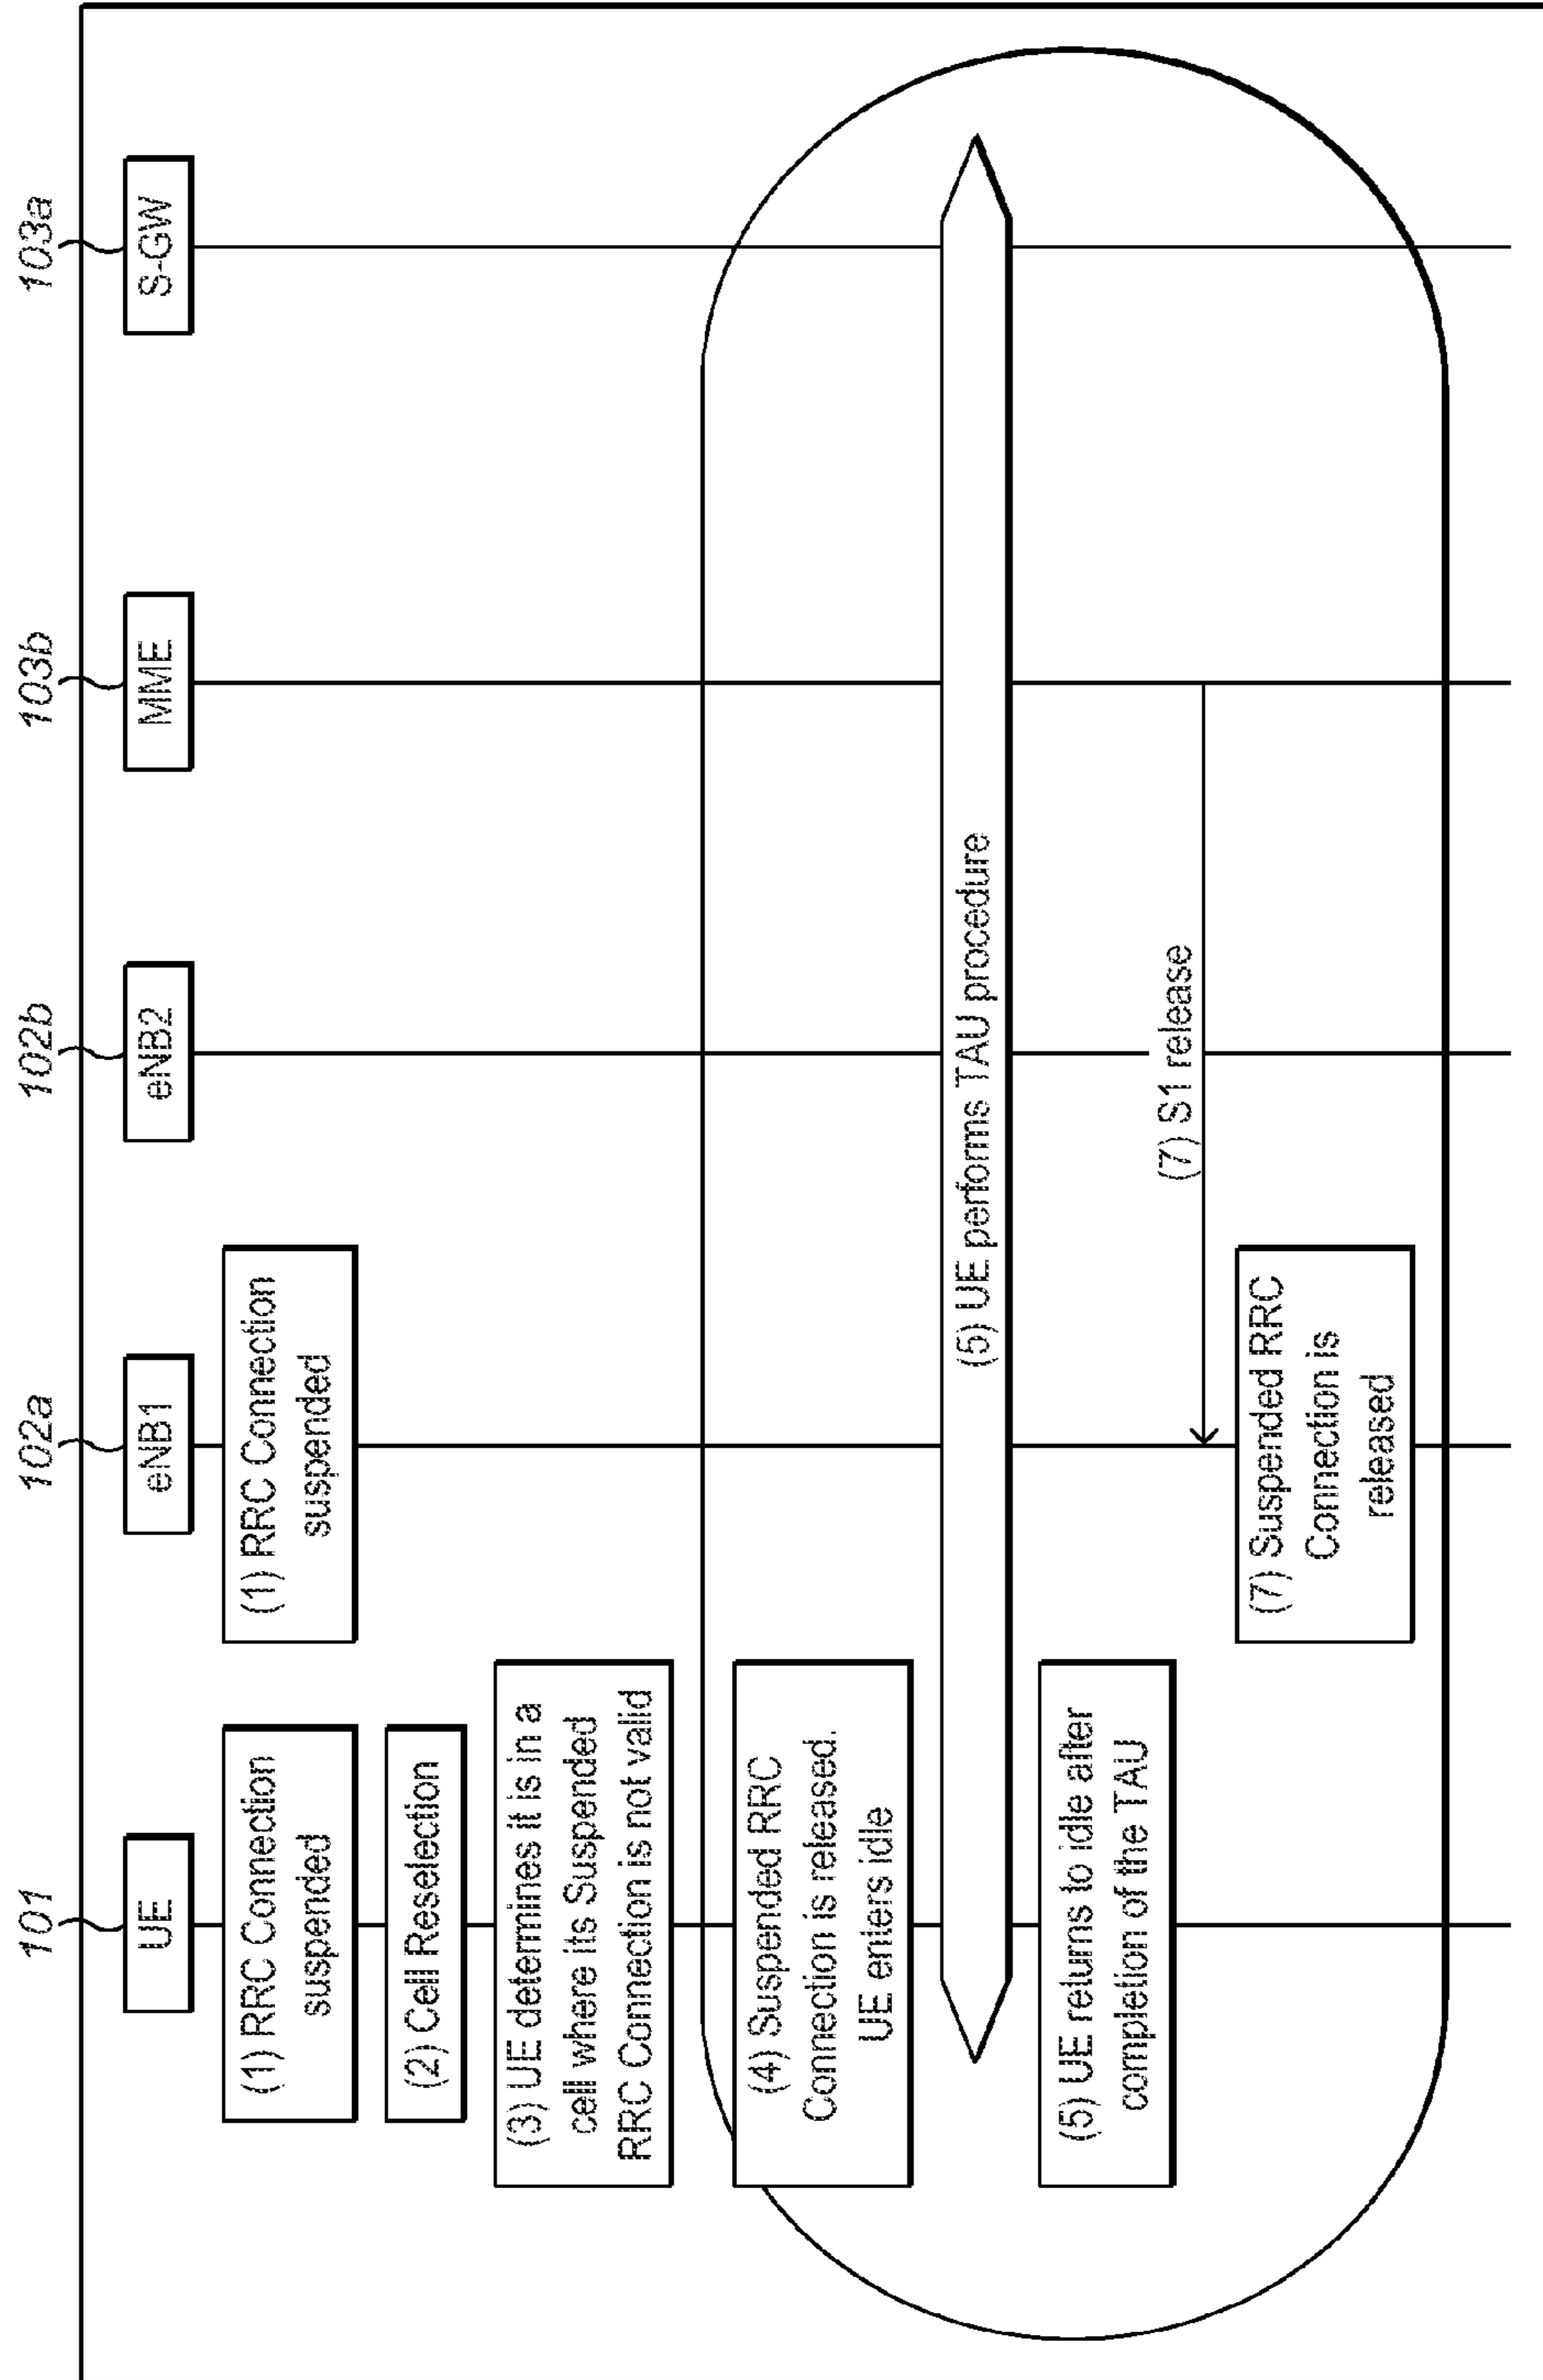 101
102a
102b
103b
103a
UE
eNB1
eNB2
MME
S-GW
(1) RRC Connection
suspended
(1) RRC Connection
suspended
(2) Cell Reselection
(3) UE determines it is in a
cell where its Suspended
RRC Connection is not valid
(4) Suspended RRC
Connection is released.
UE enters idle
(5) UE performs TAU procedure
(5) UE returns to idle after
completion of the TAU
(7) S1 release
(7) Suspended RRC
Connection is
released